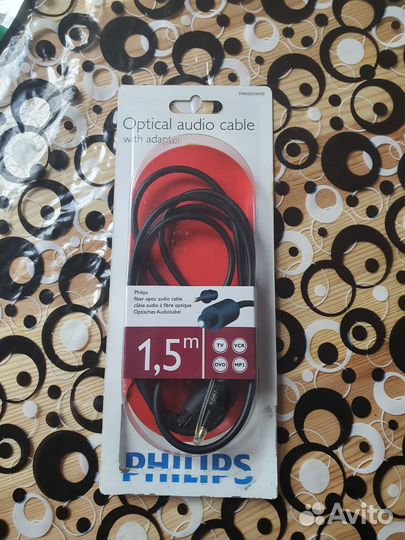 Optical audio cable
with adapter
Philips
fiber optic audio cable
câble audio à fibre optique
Optisches Audiokabel
1,5m
TV
VCR
DVD
MP3
PHILIPS
Avito